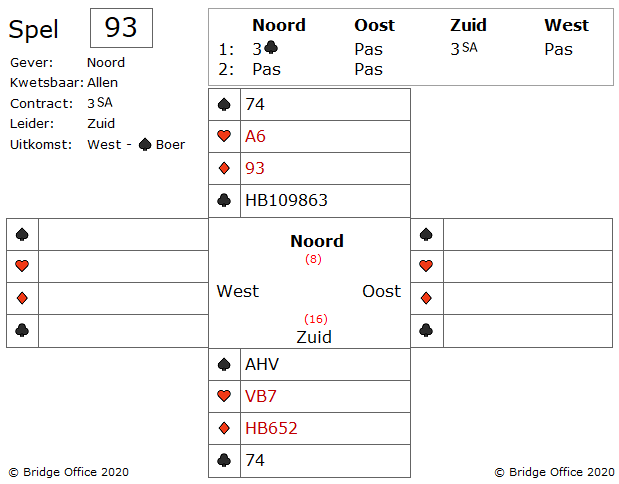 Spel 93
Noord Oost Zuid West
1: 3♣ Pas 3SA Pas
2: Pas Pas
Gever: Noord
Kwetsbaar: Allen
Contract: 3SA
Leider: Zuid
Uitkomst: West - ♠ Boer
♠ 74
♥ A6
♦ 93
♣ HB109863
♠ ♠
♥ ♥
♦ ♦
♣ ♣
Noord
(8)
West Oost
(16)
Zuid
♠ AHV
♥ VB7
♦ HB652
♣ 74
© Bridge Office 2020 © Bridge Office 2020